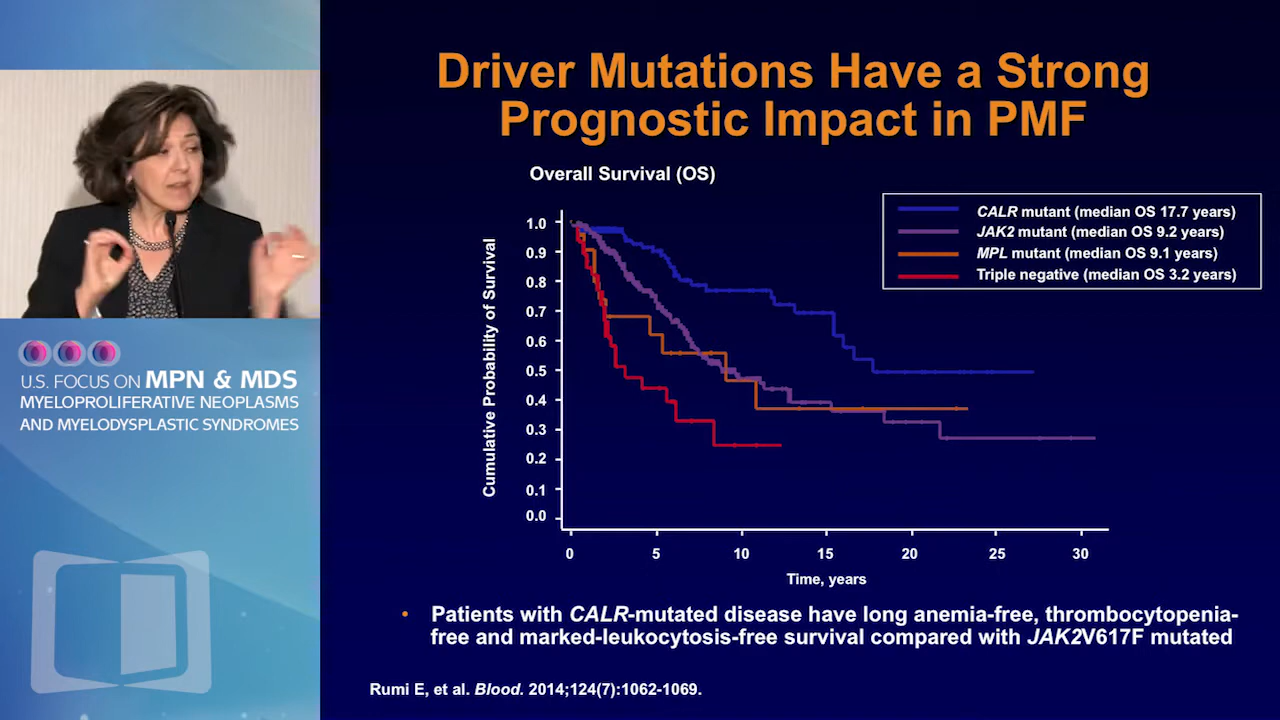 Driver Mutations Have a Strong
Prognostic Impact in PMF
Overall Survival (OS)
CALR mutant (median OS 17.7 years)
JAK2 mutant (median OS 9.2 years)
MPL mutant (median OS 9.1 years)
Triple negative (median OS 3.2 years)
Cumulative Probability of Survival
1.0
0.9
0.8
0.7
0.6
0.5
0.4
0.3
0.2
0.1
0.0
0 5 10 15 20 25 30
Time, years
• Patients with CALR-mutated disease have long anemia-free, thrombocytopenia-
free and marked-leukocytosis-free survival compared with JAK2V617F mutated
Rumi E, et al. Blood. 2014;124(7):1062-1069.
U.S. FOCUS ON MPN & MDS
MYELOPROLIFERATIVE NEOPLASMS
AND MYELODYSPLASTIC SYNDROMES